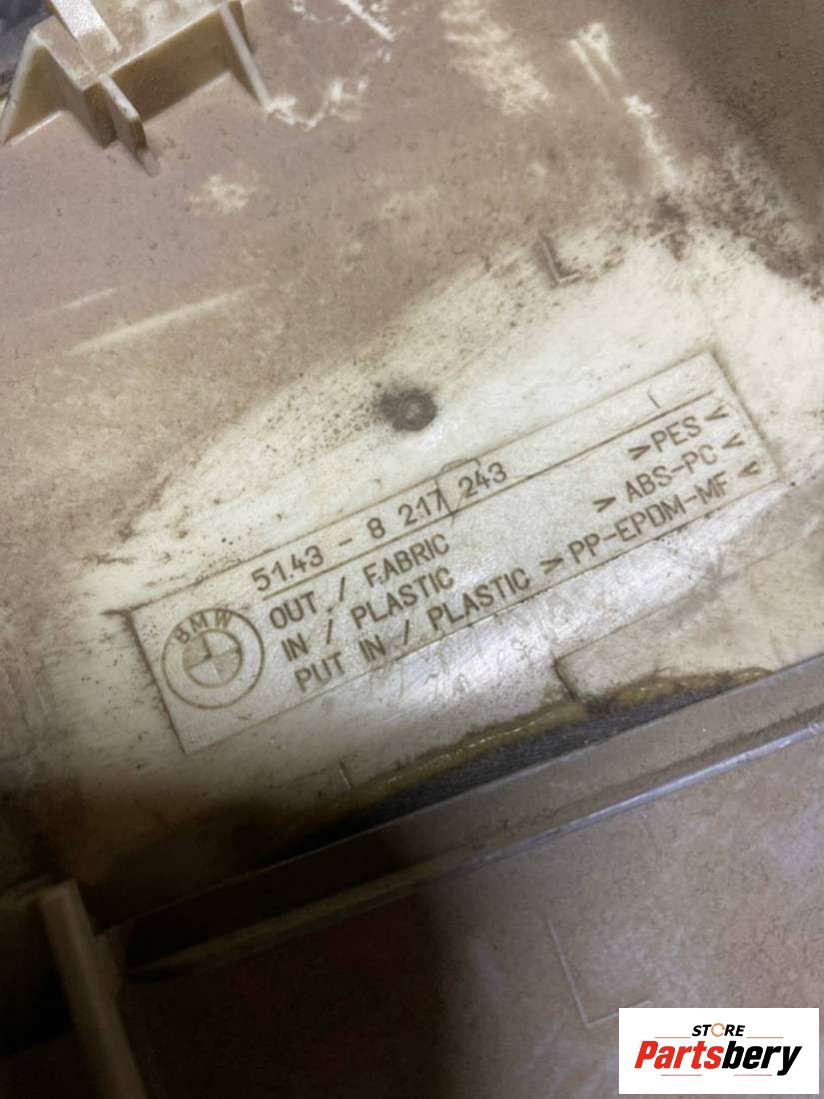 51.43 - 8 217 243
OUT / FABRIC >PES<
IN / PLASTIC > ABS-PC <
PUT IN / PLASTIC > PP-EPDM-MF <
BMW
STORE
Partsbery